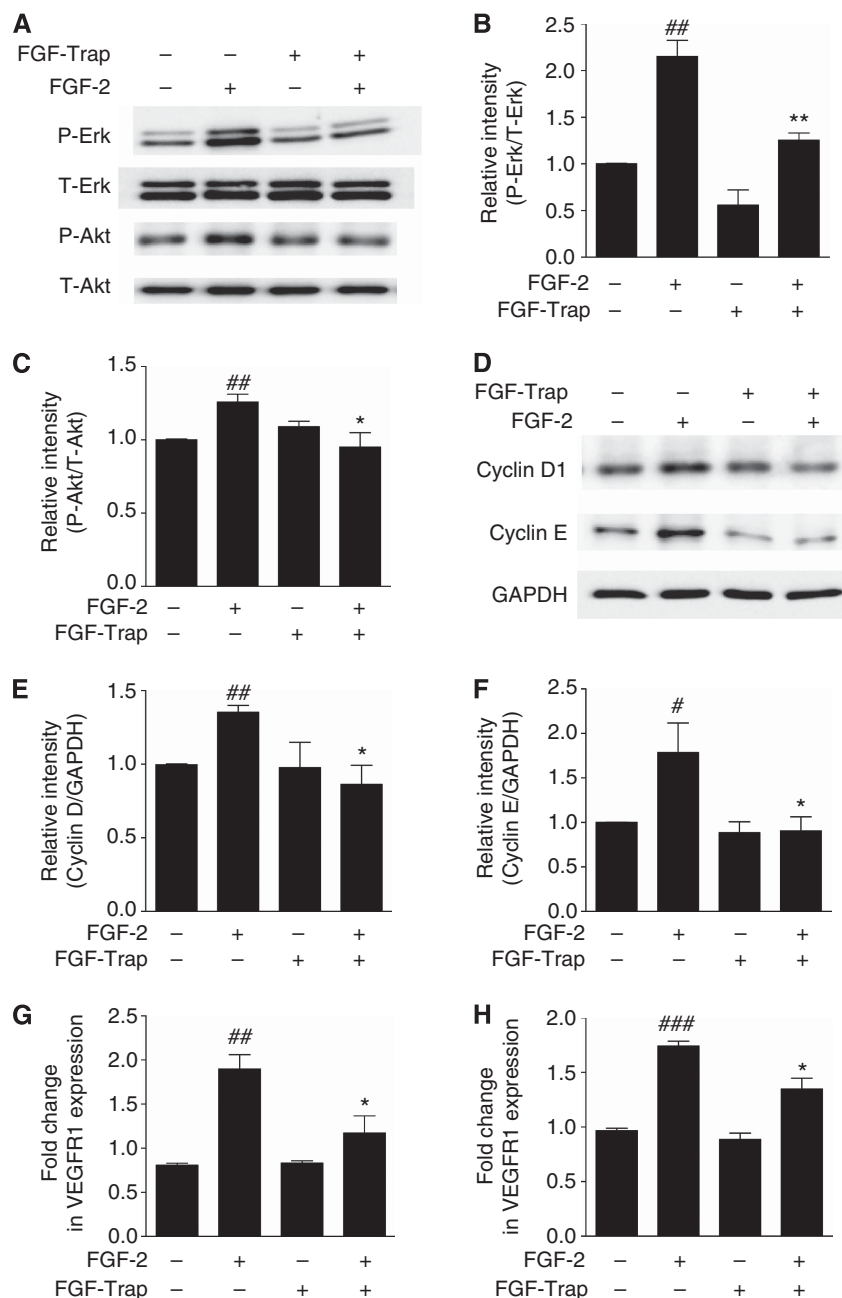 A
FGF-Trap – – + +
FGF-2 – + – +
P-Erk
T-Erk
P-Akt
T-Akt
B
Relative intensity
(P-Erk/T-Erk)
2.5
2.0
1.5
1.0
0.5
0.0
##
**
FGF-2 – + – +
FGF-Trap – – + +
C
Relative intensity
(P-Akt/T-Akt)
1.5
1.0
0.5
0.0
##
*
FGF-2 – + – +
FGF-Trap – – + +
D
FGF-Trap – – + +
FGF-2 – + – +
Cyclin D1
Cyclin E
GAPDH
E
Relative intensity
(Cyclin D/GAPDH)
1.5
1.0
0.5
0.0
##
*
FGF-2 – + – +
FGF-Trap – – + +
F
Relative intensity
(Cyclin E/GAPDH)
2.5
2.0
1.5
1.0
0.5
0.0
#
*
FGF-2 – + – +
FGF-Trap – – + +
G
Fold change
in VEGFR1 expression
2.5
2.0
1.5
1.0
0.5
0.0
##
*
FGF-2 – + – +
FGF-Trap – – + +
H
Fold change
in VEGFR1 expression
2.0
1.5
1.0
0.5
0.0
###
*
FGF-2 – + – +
FGF-Trap – – + +